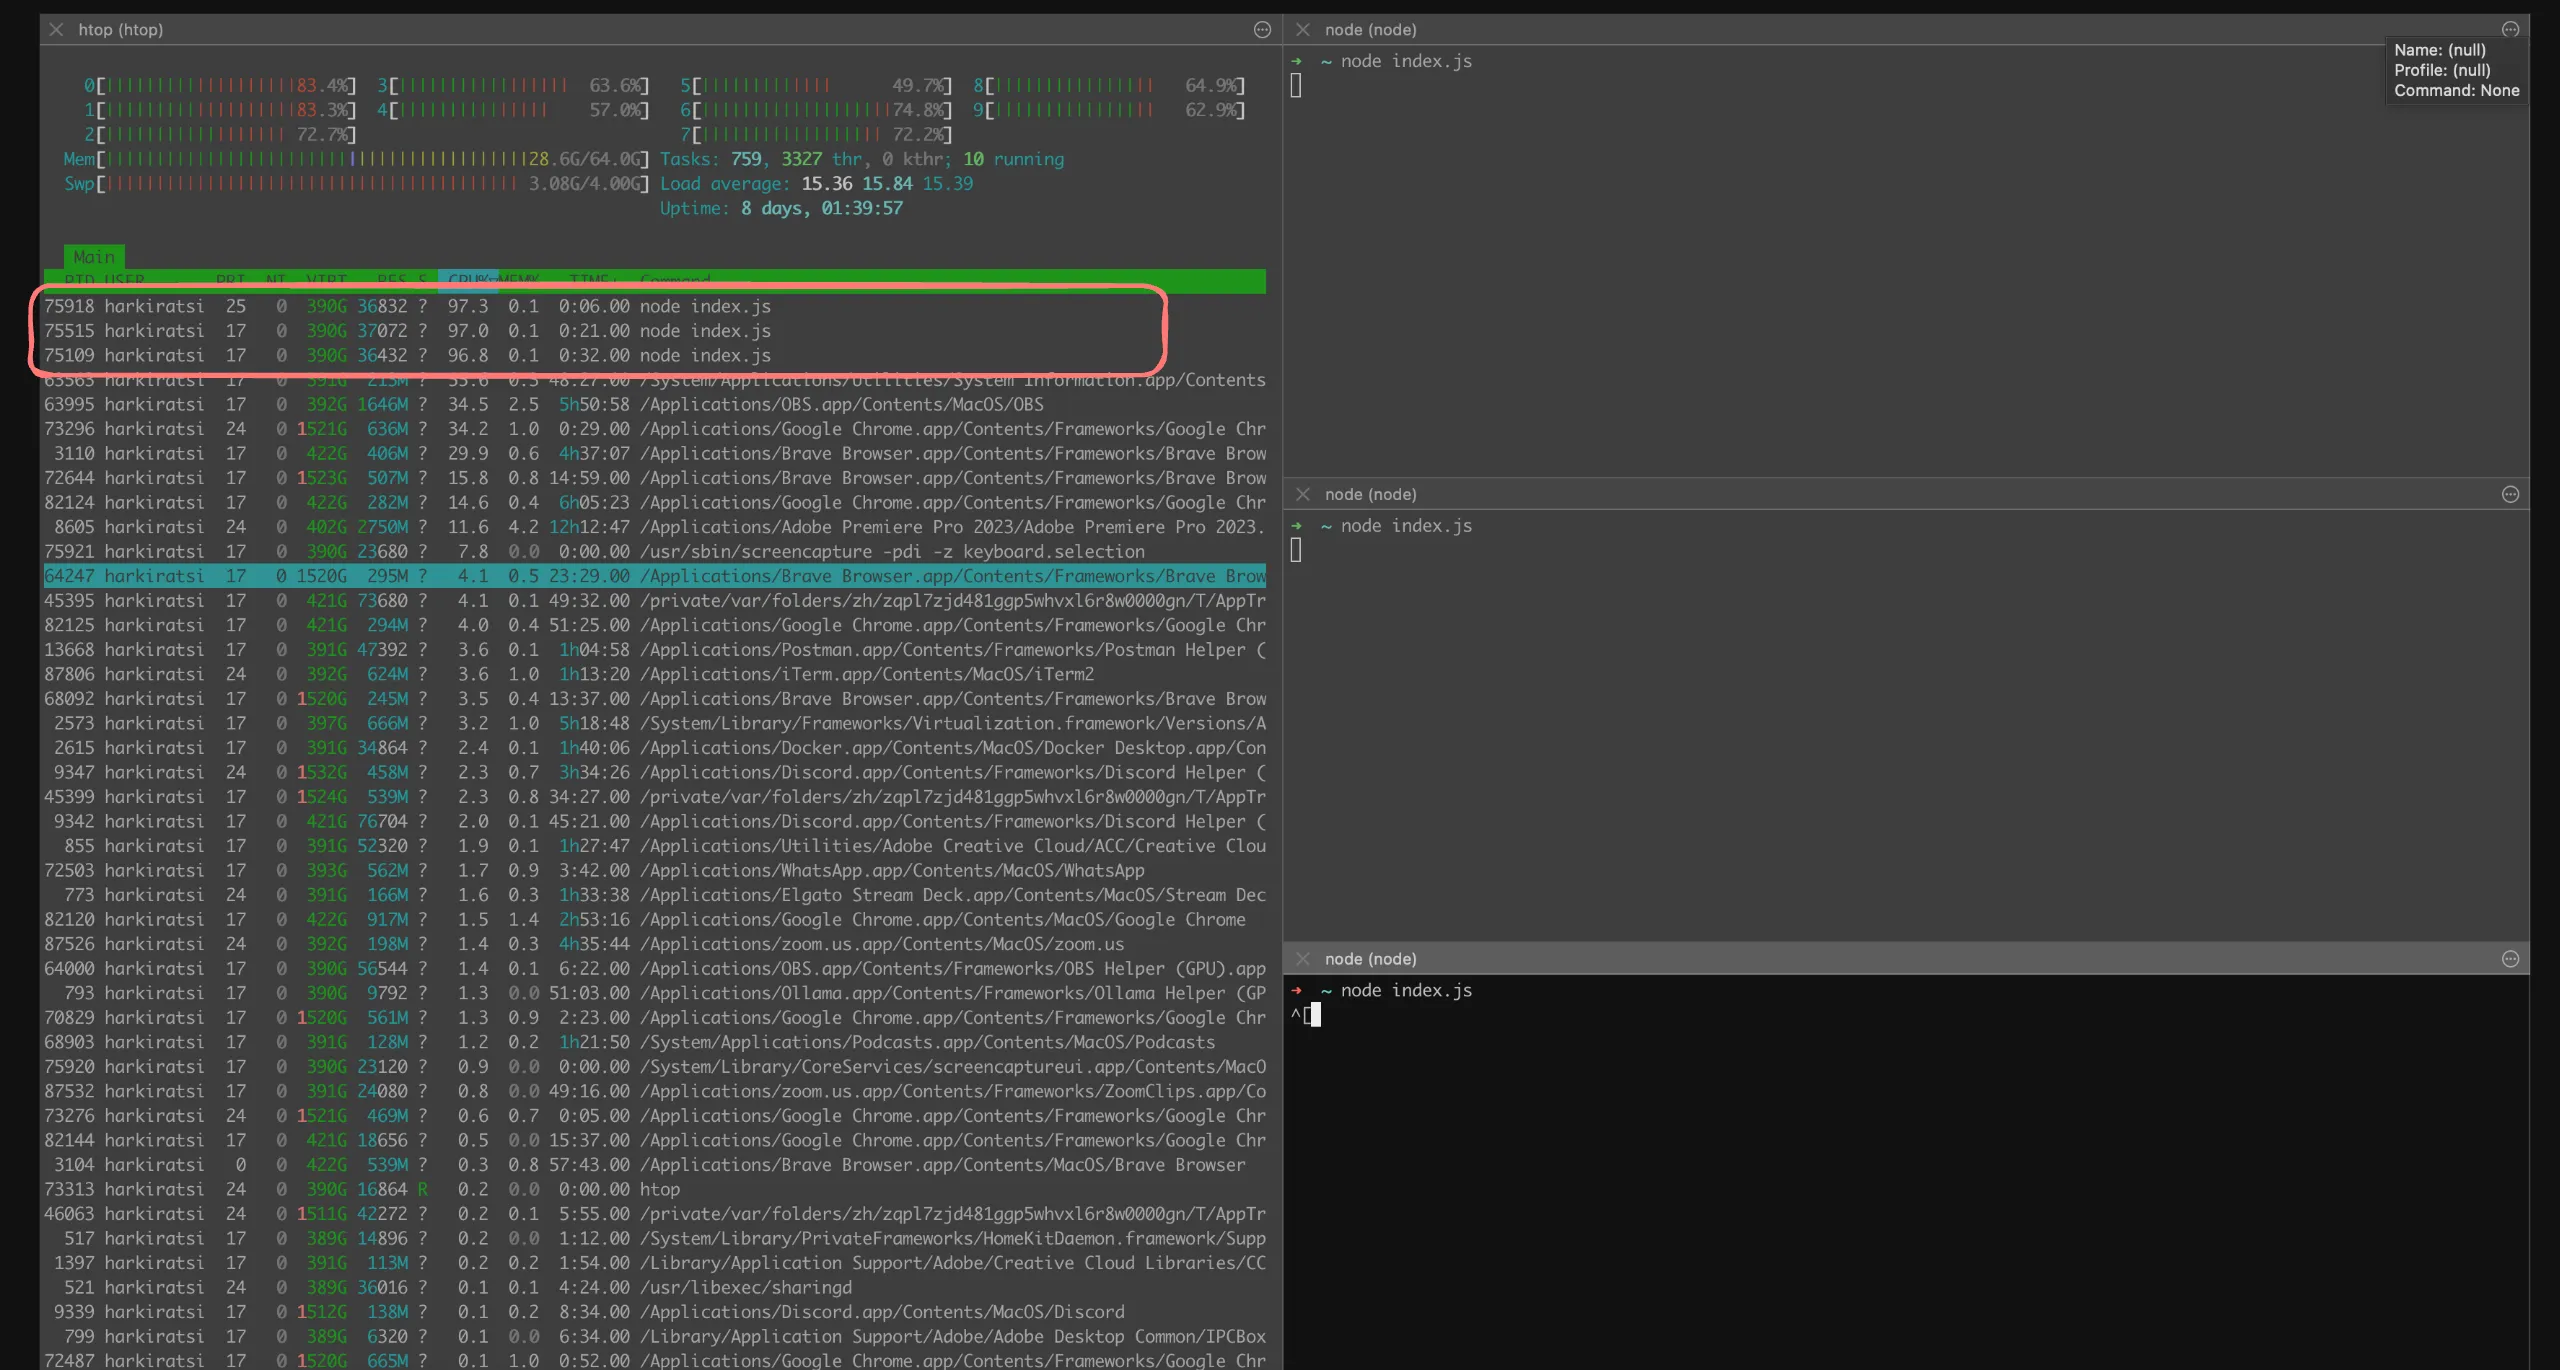 htop (htop)
0[||||||||||||||||||||83.4%] 3[||||||||||||||||| 63.6%] 5[||||||||||||| 49.7%] 8[|||||||||||||||| 64.9%]
1[||||||||||||||||||||83.3%] 4[||||||||||||||| 57.0%] 6[|||||||||||||||||||74.8%] 9[|||||||||||||||| 62.9%]
2[|||||||||||||||||| 72.7%] 7[|||||||||||||||||| 72.2%]
Mem[||||||||||||||||||||||||||||||||||||||||||28.6G/64.0G] Tasks: 759, 3327 thr, 0 kthr; 10 running
Swp[||||||||||||||||||||||||||||||||||||||||| 3.08G/4.00G] Load average: 15.36 15.84 15.39
Uptime: 8 days, 01:39:57
Main
PID USER PRI NI VIRT RES S CPU%▽MEM% TIME+ Command
75918 harkiratsi 25 0 390G 36832 ? 97.3 0.1 0:06.00 node index.js
75515 harkiratsi 17 0 390G 37072 ? 97.0 0.1 0:21.00 node index.js
75109 harkiratsi 17 0 390G 36432 ? 96.8 0.1 0:32.00 node index.js
63563 harkiratsi 17 0 391G 213M ? 55.6 0.3 48:27.00 /System/Applications/Utilities/System Information.app/Contents
63995 harkiratsi 17 0 392G 1646M ? 34.5 2.5 5h50:58 /Applications/OBS.app/Contents/MacOS/OBS
73296 harkiratsi 24 0 1521G 636M ? 34.2 1.0 0:29.00 /Applications/Google Chrome.app/Contents/Frameworks/Google Chr
3110 harkiratsi 17 0 422G 406M ? 29.9 0.6 4h37:07 /Applications/Brave Browser.app/Contents/Frameworks/Brave Brow
72644 harkiratsi 17 0 1523G 507M ? 15.8 0.8 14:59.00 /Applications/Brave Browser.app/Contents/Frameworks/Brave Brow
82124 harkiratsi 17 0 422G 282M ? 14.6 0.4 6h05:23 /Applications/Google Chrome.app/Contents/Frameworks/Google Chr
8605 harkiratsi 24 0 402G 2750M ? 11.6 4.2 12h12:47 /Applications/Adobe Premiere Pro 2023/Adobe Premiere Pro 2023.
75921 harkiratsi 17 0 390G 23680 ? 7.8 0.0 0:00.00 /usr/sbin/screencapture -pdi -z keyboard.selection
64247 harkiratsi 17 0 1520G 295M ? 4.1 0.5 23:29.00 /Applications/Brave Browser.app/Contents/Frameworks/Brave Brow
45395 harkiratsi 17 0 421G 73680 ? 4.1 0.1 49:32.00 /private/var/folders/zh/zqpl7zjd481ggp5whvxl6r8w0000gn/T/AppTr
82125 harkiratsi 17 0 421G 294M ? 4.0 0.4 51:25.00 /Applications/Google Chrome.app/Contents/Frameworks/Google Chr
13668 harkiratsi 17 0 391G 47392 ? 3.6 0.1 1h04:58 /Applications/Postman.app/Contents/Frameworks/Postman Helper (
87806 harkiratsi 24 0 392G 624M ? 3.6 1.0 1h13:20 /Applications/iTerm.app/Contents/MacOS/iTerm2
68092 harkiratsi 17 0 1520G 245M ? 3.5 0.4 13:37.00 /Applications/Brave Browser.app/Contents/Frameworks/Brave Brow
2573 harkiratsi 17 0 397G 666M ? 3.2 1.0 5h18:48 /System/Library/Frameworks/Virtualization.framework/Versions/A
2615 harkiratsi 17 0 391G 34864 ? 2.4 0.1 1h40:06 /Applications/Docker.app/Contents/MacOS/Docker Desktop.app/Con
9347 harkiratsi 24 0 1532G 458M ? 2.3 0.7 3h34:26 /Applications/Discord.app/Contents/Frameworks/Discord Helper (
45399 harkiratsi 17 0 1524G 539M ? 2.3 0.8 34:27.00 /private/var/folders/zh/zqpl7zjd481ggp5whvxl6r8w0000gn/T/AppTr
9342 harkiratsi 17 0 421G 76704 ? 2.0 0.1 45:21.00 /Applications/Discord.app/Contents/Frameworks/Discord Helper (
855 harkiratsi 17 0 391G 52320 ? 1.9 0.1 1h27:47 /Applications/Utilities/Adobe Creative Cloud/ACC/Creative Clou
72503 harkiratsi 17 0 393G 562M ? 1.7 0.9 3:42.00 /Applications/WhatsApp.app/Contents/MacOS/WhatsApp
773 harkiratsi 24 0 391G 166M ? 1.6 0.3 1h33:38 /Applications/Elgato Stream Deck.app/Contents/MacOS/Stream Dec
82120 harkiratsi 17 0 422G 917M ? 1.5 1.4 2h53:16 /Applications/Google Chrome.app/Contents/MacOS/Google Chrome
87526 harkiratsi 24 0 392G 198M ? 1.4 0.3 4h35:44 /Applications/zoom.us.app/Contents/MacOS/zoom.us
64000 harkiratsi 17 0 390G 56544 ? 1.4 0.1 6:22.00 /Applications/OBS.app/Contents/Frameworks/OBS Helper (GPU).app
793 harkiratsi 17 0 390G 9792 ? 1.3 0.0 51:03.00 /Applications/Ollama.app/Contents/Frameworks/Ollama Helper (GP
70829 harkiratsi 17 0 1520G 561M ? 1.3 0.9 2:23.00 /Applications/Google Chrome.app/Contents/Frameworks/Google Chr
68903 harkiratsi 17 0 391G 128M ? 1.2 0.2 1h21:50 /System/Applications/Podcasts.app/Contents/MacOS/Podcasts
75920 harkiratsi 17 0 390G 23120 ? 0.9 0.0 0:00.00 /System/Library/CoreServices/screencaptureui.app/Contents/MacO
87532 harkiratsi 17 0 391G 24080 ? 0.8 0.0 49:16.00 /Applications/zoom.us.app/Contents/Frameworks/ZoomClips.app/Co
73276 harkiratsi 24 0 1521G 469M ? 0.6 0.7 0:05.00 /Applications/Google Chrome.app/Contents/Frameworks/Google Chr
82144 harkiratsi 17 0 421G 18656 ? 0.5 0.0 15:37.00 /Applications/Google Chrome.app/Contents/Frameworks/Google Chr
3104 harkiratsi 0 0 422G 539M ? 0.3 0.8 57:43.00 /Applications/Brave Browser.app/Contents/MacOS/Brave Browser
73313 harkiratsi 24 0 390G 16864 R 0.2 0.0 0:00.00 htop
46063 harkiratsi 24 0 1511G 42272 ? 0.2 0.1 5:55.00 /private/var/folders/zh/zqpl7zjd481ggp5whvxl6r8w0000gn/T/AppTr
517 harkiratsi 17 0 389G 14896 ? 0.2 0.0 1:12.00 /System/Library/PrivateFrameworks/HomeKitDaemon.framework/Supp
1397 harkiratsi 17 0 391G 113M ? 0.2 0.2 1:54.00 /Library/Application Support/Adobe/Creative Cloud Libraries/CC
521 harkiratsi 24 0 389G 36016 ? 0.1 0.1 4:24.00 /usr/libexec/sharingd
9339 harkiratsi 17 0 1512G 138M ? 0.1 0.2 8:34.00 /Applications/Discord.app/Contents/MacOS/Discord
799 harkiratsi 17 0 389G 6320 ? 0.1 0.0 6:34.00 /Library/Application Support/Adobe/Adobe Desktop Common/IPCBox
72487 harkiratsi 17 0 1520G 665M ? 0.1 1.0 0:52.00 /Applications/Google Chrome.app/Contents/Frameworks/Google Chr
node (node)
➜ ~ node index.js
Name: (null)
Profile: (null)
Command: None
node (node)
➜ ~ node index.js
node (node)
➜ ~ node index.js
^[